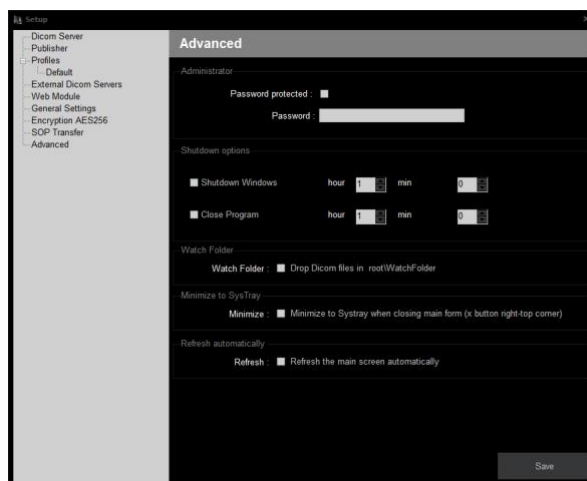 Setup
Dicom Server
Publisher
Profiles
Default
External Dicom Servers
Web Module
General Settings
Encryption AES256
SOP Transfer
Advanced
Advanced
Administrator
Password protected :
Password :
Shutdown options
Shutdown Windows hour 1 min 0
Close Program hour 1 min 0
Watch Folder
Watch Folder : Drop Dicom files in root\WatchFolder
Minimize to SysTray
Minimize : Minimize to Systray when closing main form (x button right-top corner)
Refresh automatically
Refresh : Refresh the main screen automatically
Save